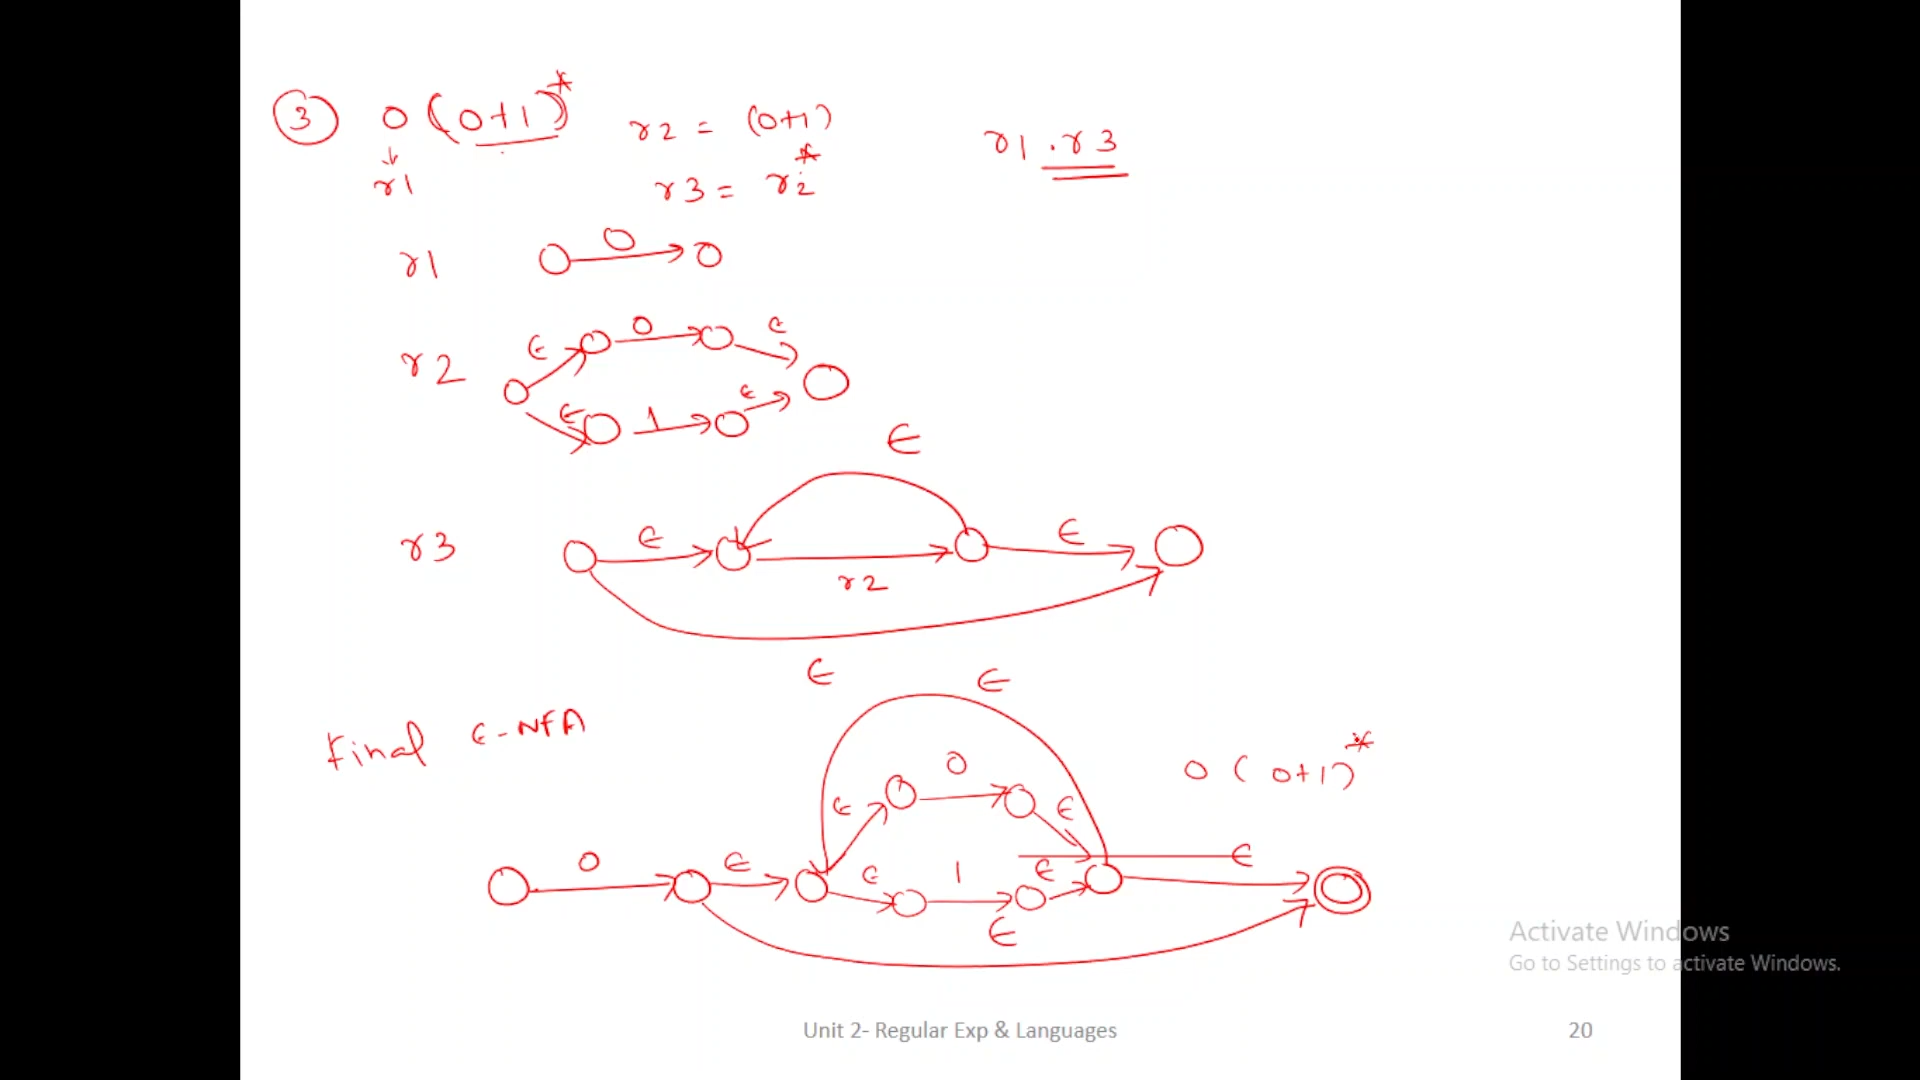 3 0(0+1)* r2 = (0+1) r1 . r3
↓
r1 r3 = r2*
r1 0
r2 ϵ 0 ϵ
ϵ 1 ϵ
ϵ
r3 ϵ r2 ϵ
ϵ
ϵ
Final ϵ-NFA
0(0+1)*
ϵ 0 ϵ
0 ϵ ϵ 1 ϵ ϵ
ϵ
Activate Windows
Go to Settings to activate Windows.
Unit 2- Regular Exp & Languages 20